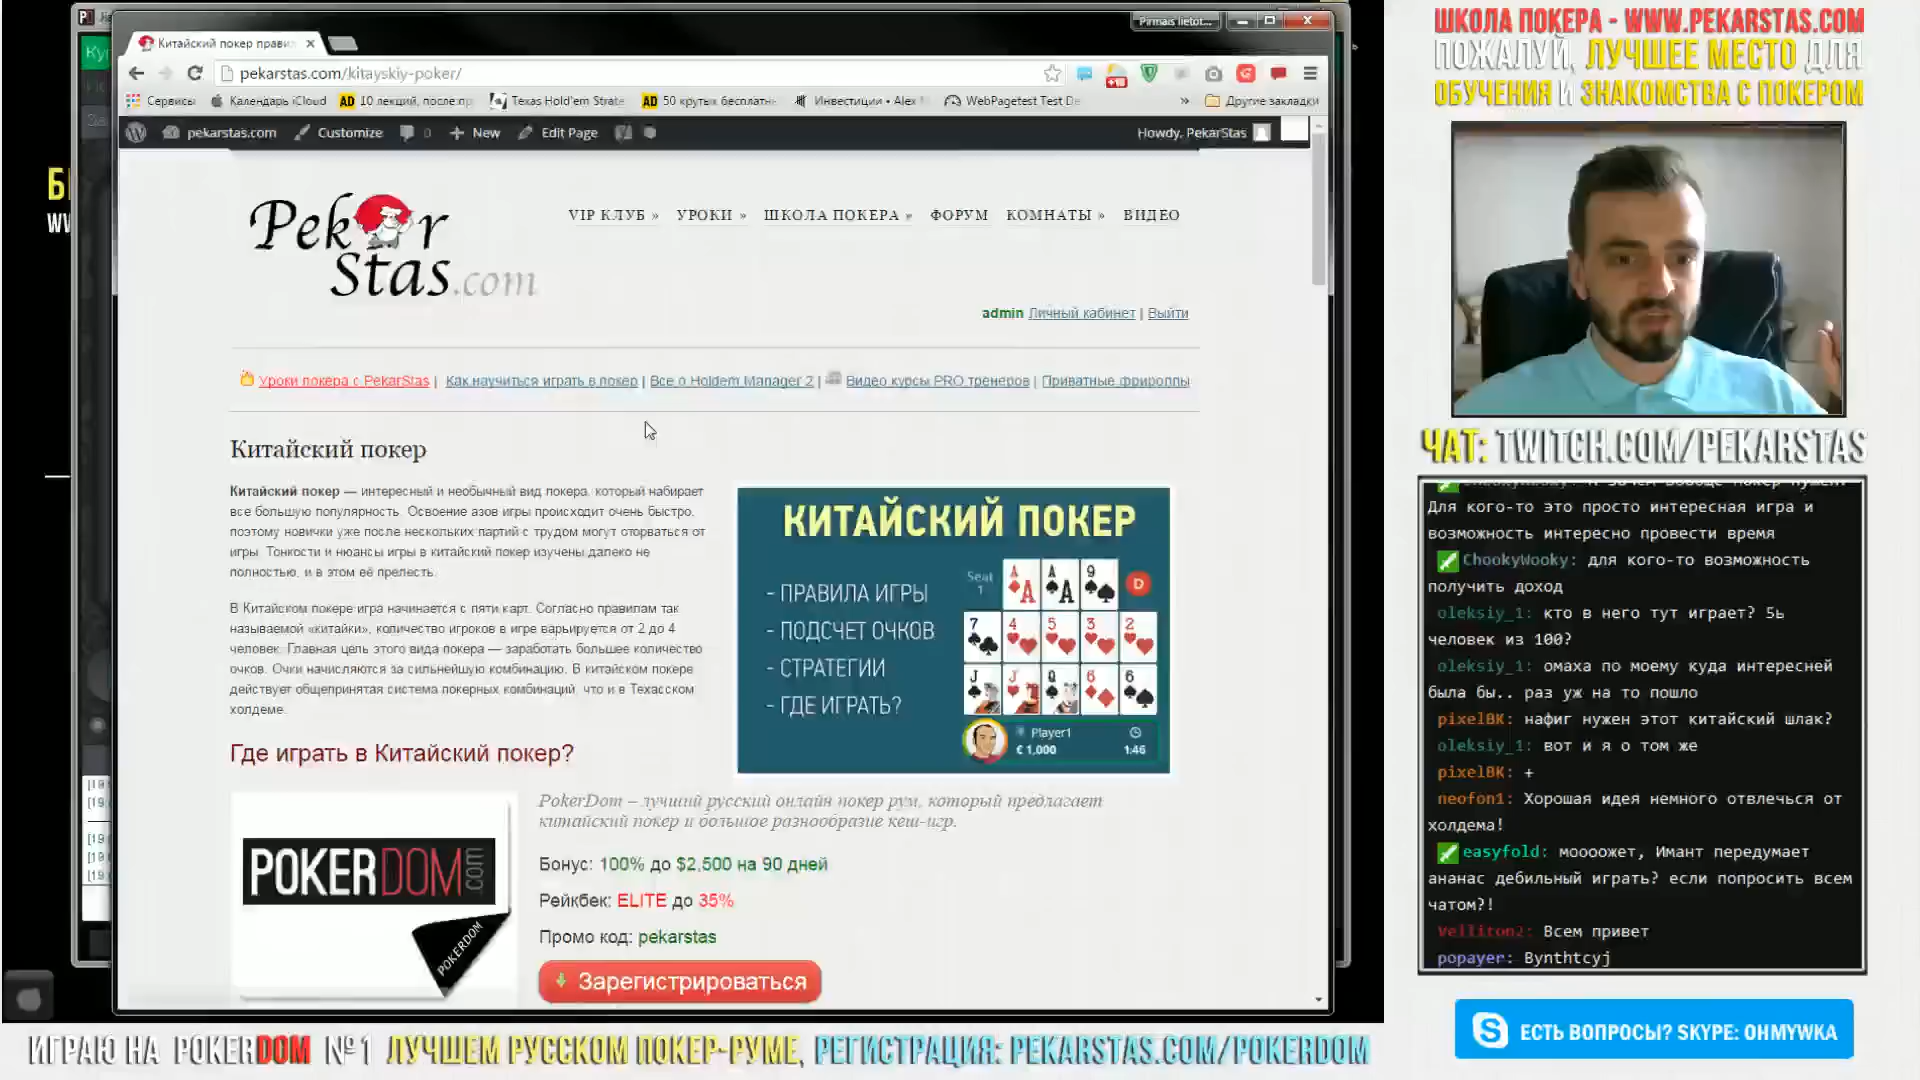 Pirmais lietot...
Китайский покер прави
pekarstas.com/kitayskiy-poker/
Сервисы
Календарь iCloud
10 лекций, после пр
Texas Hold'em Strate
50 крутых бесплатн
Инвестиции • Alex
WebPagetest Test De
»
Другие закладки
pekarstas.com
Customize
0
New
Edit Page
Howdy, PekarStas
Pekar
Stas.com
VIP КЛУБ »
УРОКИ »
ШКОЛА ПОКЕРА »
ФОРУМ
КОМНАТЫ »
ВИДЕО
admin Личный кабинет | Выйти
Уроки покера с PekarStas | Как научиться играть в покер | Все о Holdem Manager 2 | Видео курсы PRO тренеров | Приватные фрироллы
Китайский покер
Китайский покер — интересный и необычный вид покера, который набирает
все большую популярность. Освоение азов игры происходит очень быстро,
поэтому новички уже после нескольких партий с трудом могут оторваться от
игры. Тонкости и нюансы игры в китайский покер изучены далеко не
полностью, и в этом её прелесть.
В Китайском покере игра начинается с пяти карт. Согласно правилам так
называемой «китайки», количество игроков в игре варьируется от 2 до 4
человек. Главная цель этого вида покера — заработать большее количество
очков. Очки начисляются за сильнейшую комбинацию. В китайском покере
действует общепринятая система покерных комбинаций, что и в Техасском
холдеме.
КИТАЙСКИЙ ПОКЕР
- ПРАВИЛА ИГРЫ
- ПОДСЧЕТ ОЧКОВ
- СТРАТЕГИИ
- ГДЕ ИГРАТЬ?
Seat
1
A A 9
D
7 4 5 3 2
J J Q 6 6
Player1
€ 1,000
1:46
Где играть в Китайский покер?
POKERDOM.com
POKERDOM
PokerDom – лучший русский онлайн покер рум, который предлагает
китайский покер и большое разнообразие кеш-игр.
Бонус: 100% до $2,500 на 90 дней
Рейкбек: ELITE до 35%
Промо код: pekarstas
Зарегистрироваться
ШКОЛА ПОКЕРА - WWW.PEKARSTAS.COM
ПОЖАЛУЙ, ЛУЧШЕЕ МЕСТО ДЛЯ
ОБУЧЕНИЯ И ЗНАКОМСТВА С ПОКЕРОМ
ЧАТ: TWITCH.COM/PEKARSTAS
Для кого-то это просто интересная игра и
возможность интересно провести время
ChookyWooky: для кого-то возможность
получить доход
oleksiy_1: кто в него тут играет? 5ь
человек из 100?
oleksiy_1: омаха по моему куда интересней
была бы.. раз уж на то пошло
pixelBK: нафиг нужен этот китайский шлак?
oleksiy_1: вот и я о том же
pixelBK: +
neofon1: Хорошая идея немного отвлечься от
холдема!
easyfold: моооожет, Имант передумает
ананас дебильный играть? если попросить всем
чатом?!
Velliton2: Всем привет
popayer: Bynthtcyj
ЕСТЬ ВОПРОСЫ? SKYPE: OHMYWKA
ИГРАЮ НА POKERDOM №1 ЛУЧШЕМ РУССКОМ ПОКЕР-РУМЕ, РЕГИСТРАЦИЯ: PEKARSTAS.COM/POKERDOM